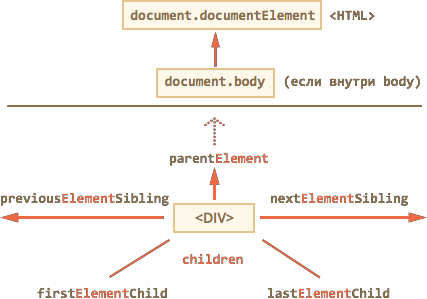 document.documentElement <HTML>
document.body (если внутри body)
parentElement
previousElementSibling nextElementSibling
<DIV>
children
firstElementChild lastElementChild